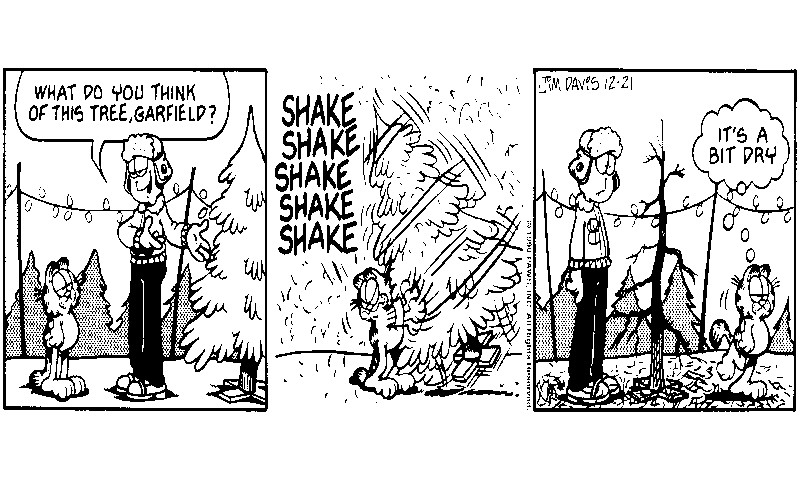 WHAT DO YOU THINK
OF THIS TREE, GARFIELD?
SHAKE
SHAKE
SHAKE
SHAKE
SHAKE
JIM DAVIS 12-21
IT'S A
BIT DRY